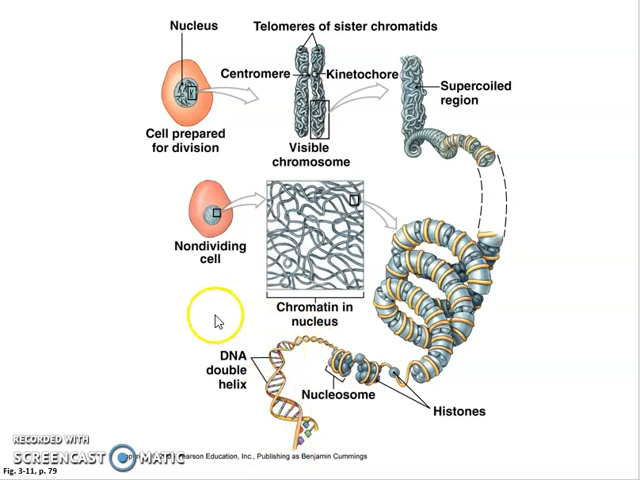 Nucleus
Telomeres of sister chromatids
Centromere
Kinetochore
Supercoiled
region
Cell prepared
for division
Visible
chromosome
Nondividing
cell
Chromatin in
nucleus
DNA
double
helix
Nucleosome
Histones
RECORDED WITH
SCREENCAST MATIC
Pearson Education, Inc., Publishing as Benjamin Cummings
Fig. 3-11, p. 79